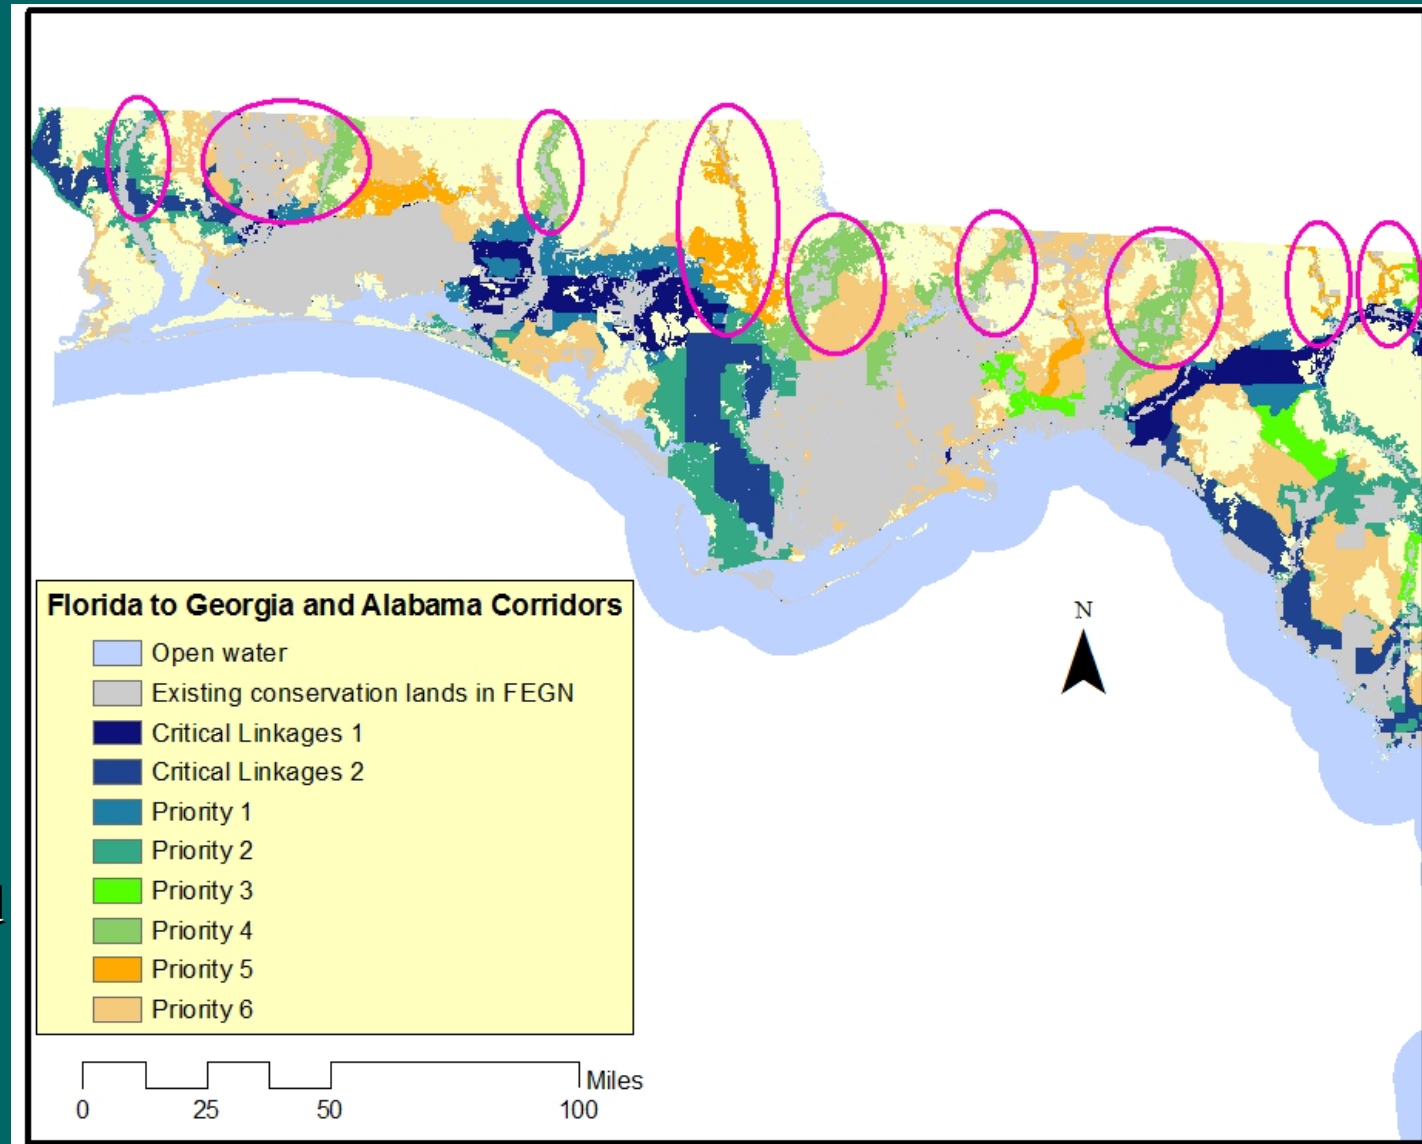 N
Florida to Georgia and Alabama Corridors
Open water
Existing conservation lands in FEGN
Critical Linkages 1
Critical Linkages 2
Priority 1
Priority 2
Priority 3
Priority 4
Priority 5
Priority 6
Miles
0 25 50 100